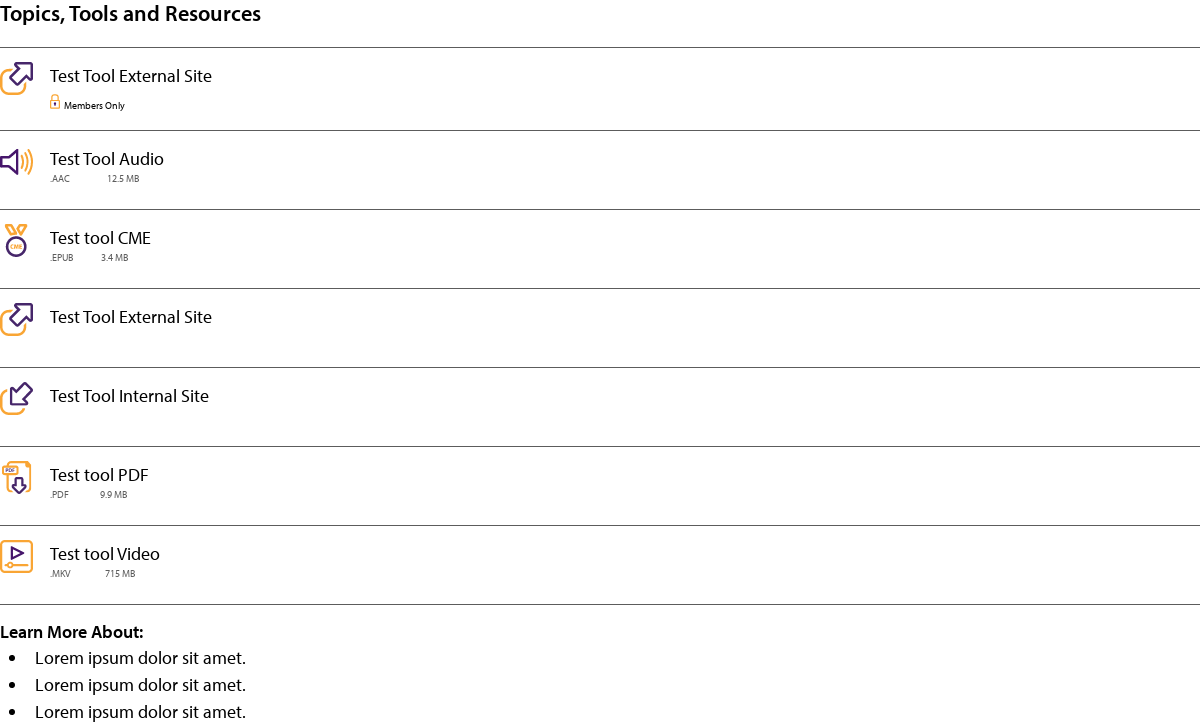 Topics, Tools and Resources
Test Tool External Site
Members Only
Test Tool Audio
.AAC 12.5 MB
CME
Test tool CME
.EPUB 3.4 MB
Test Tool External Site
Test Tool Internal Site
PDF
Test tool PDF
.PDF 9.9 MB
Test tool Video
.MKV 715 MB
Learn More About:
• Lorem ipsum dolor sit amet.
• Lorem ipsum dolor sit amet.
• Lorem ipsum dolor sit amet.